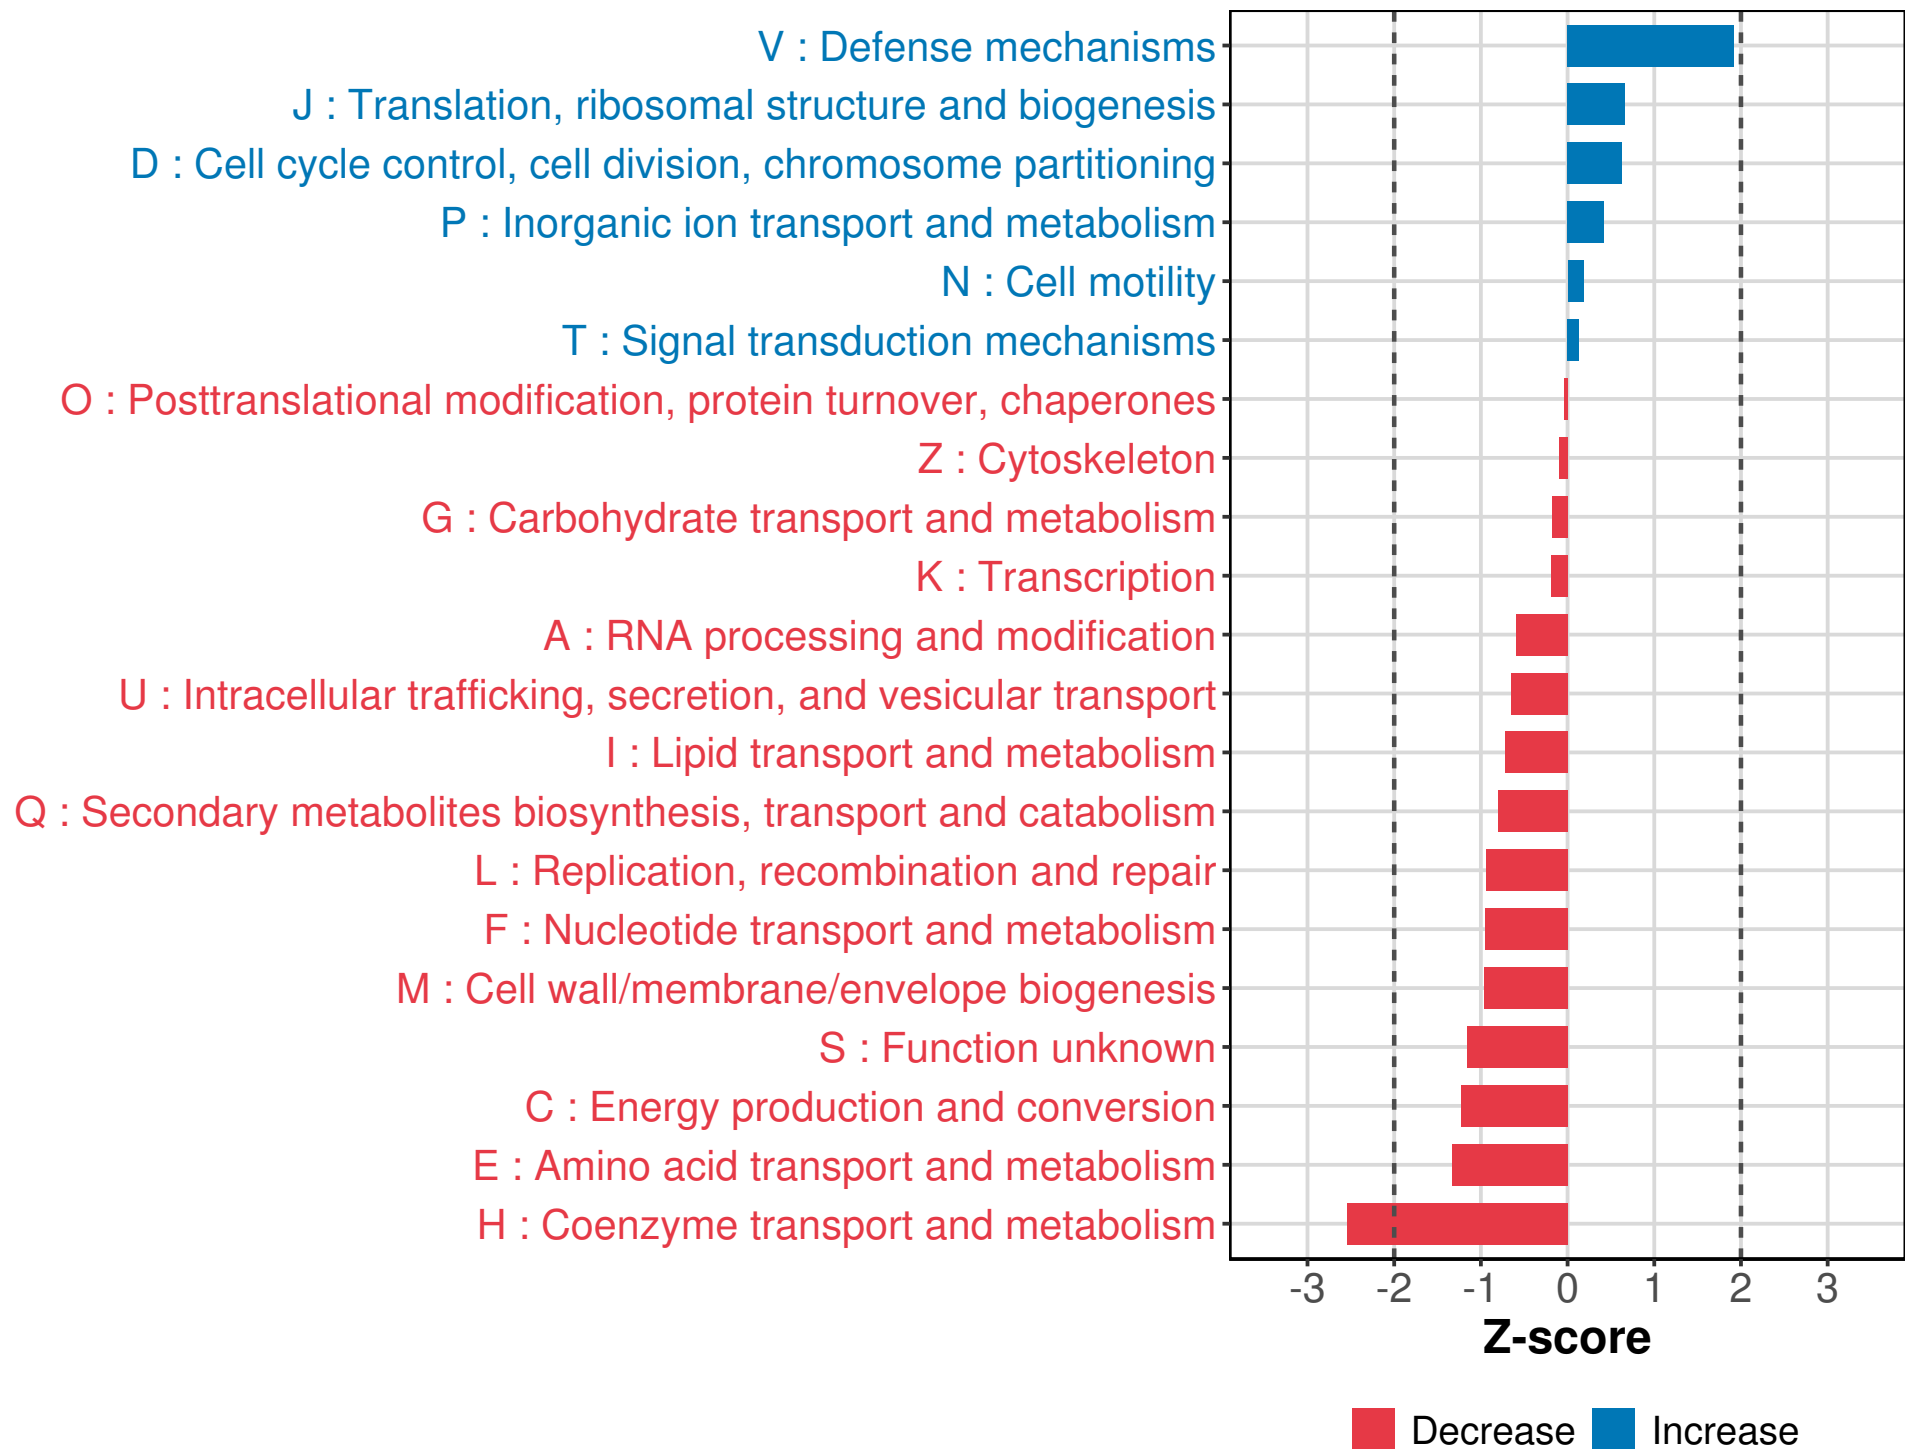 V : Defense mechanisms
J : Translation, ribosomal structure and biogenesis
D : Cell cycle control, cell division, chromosome partitioning
P : Inorganic ion transport and metabolism
N : Cell motility
T : Signal transduction mechanisms
O : Posttranslational modification, protein turnover, chaperones
Z : Cytoskeleton
G : Carbohydrate transport and metabolism
K : Transcription
A : RNA processing and modification
U : Intracellular trafficking, secretion, and vesicular transport
I : Lipid transport and metabolism
Q : Secondary metabolites biosynthesis, transport and catabolism
L : Replication, recombination and repair
F : Nucleotide transport and metabolism
M : Cell wall/membrane/envelope biogenesis
S : Function unknown
C : Energy production and conversion
E : Amino acid transport and metabolism
H : Coenzyme transport and metabolism
-3 -2 -1 0 1 2 3
Z-score
Decrease Increase